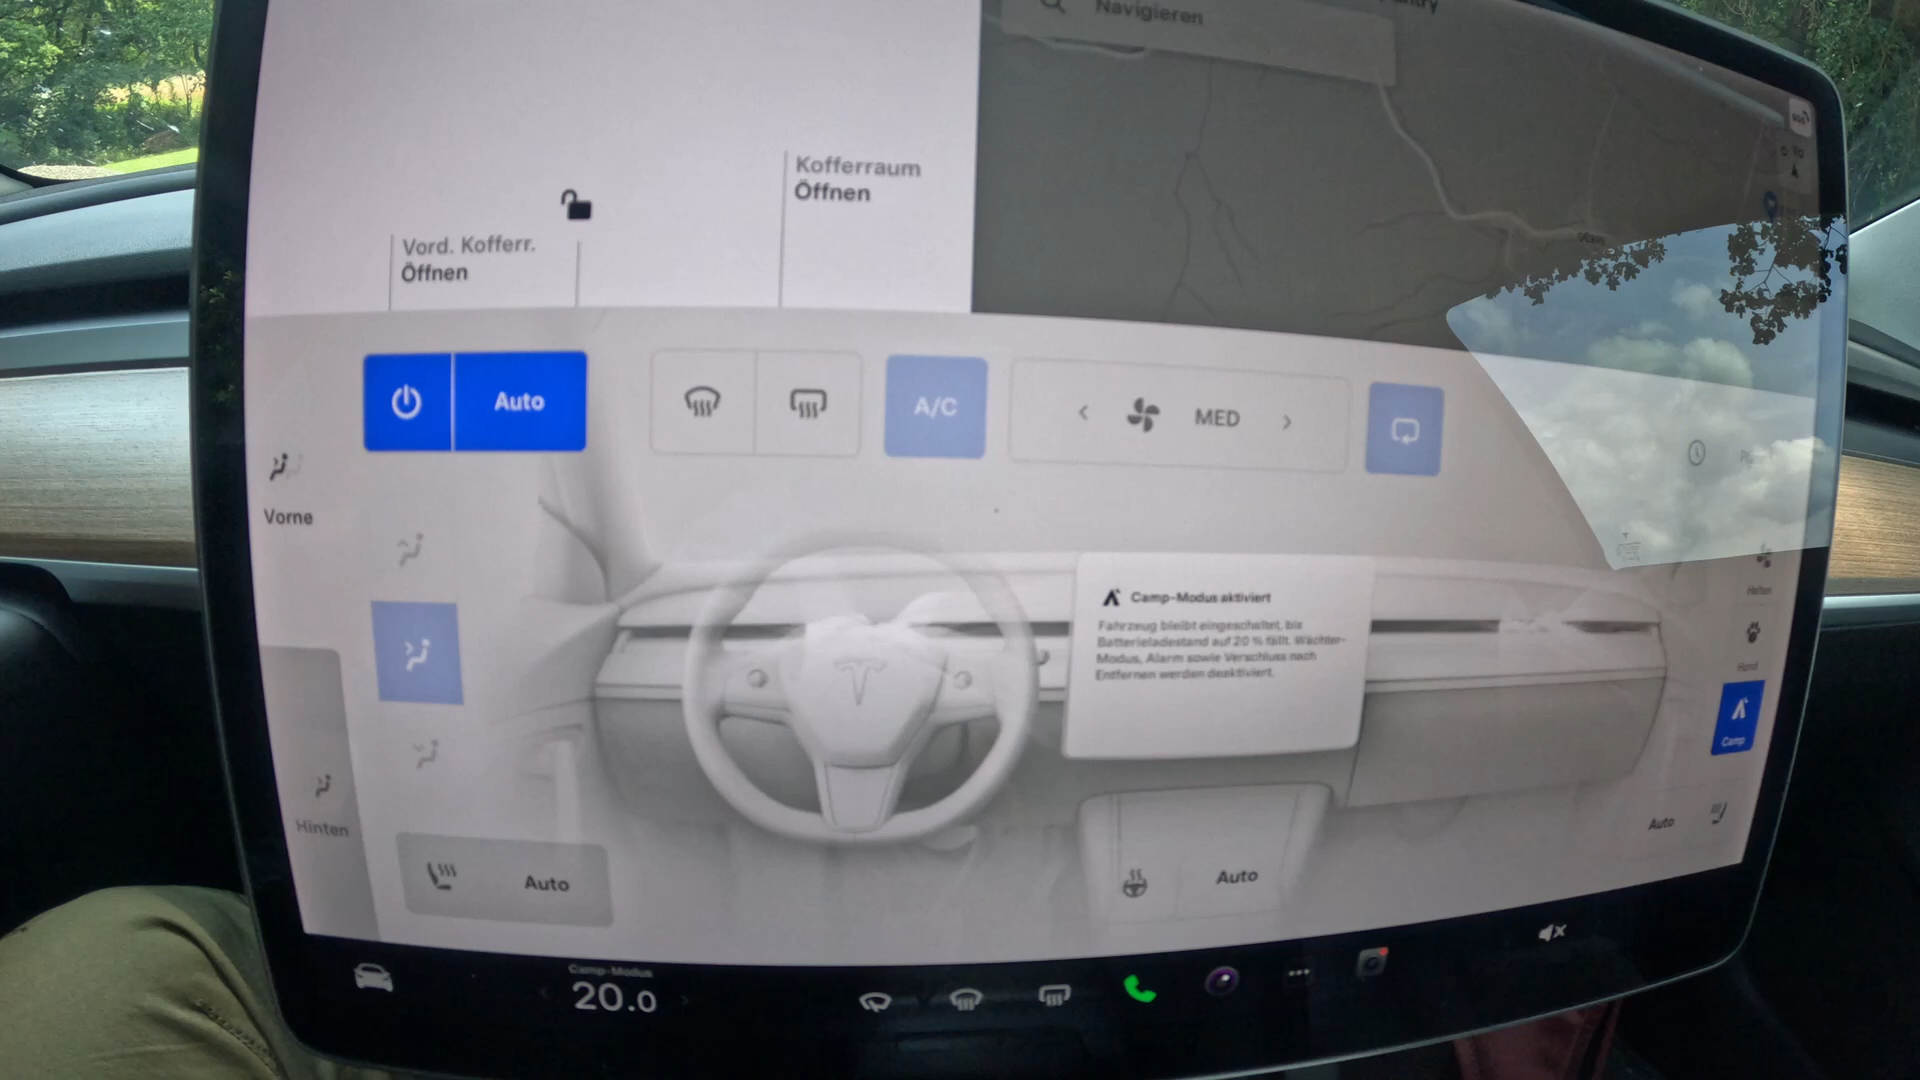 Navigieren
Kofferraum
Öffnen
Vord. Kofferr.
Öffnen
Auto
A/C
MED
Vorne
Camp-Modus aktiviert
Fahrzeug bleibt eingeschaltet, bis
Batterieladestand auf 20 % fällt. Wächter-
Modus, Alarm sowie Verschluss nach
Entfernen werden deaktiviert.
Halten
Hund
Camp
Hinten
Auto
Auto
Auto
Camp-Modus
20.0